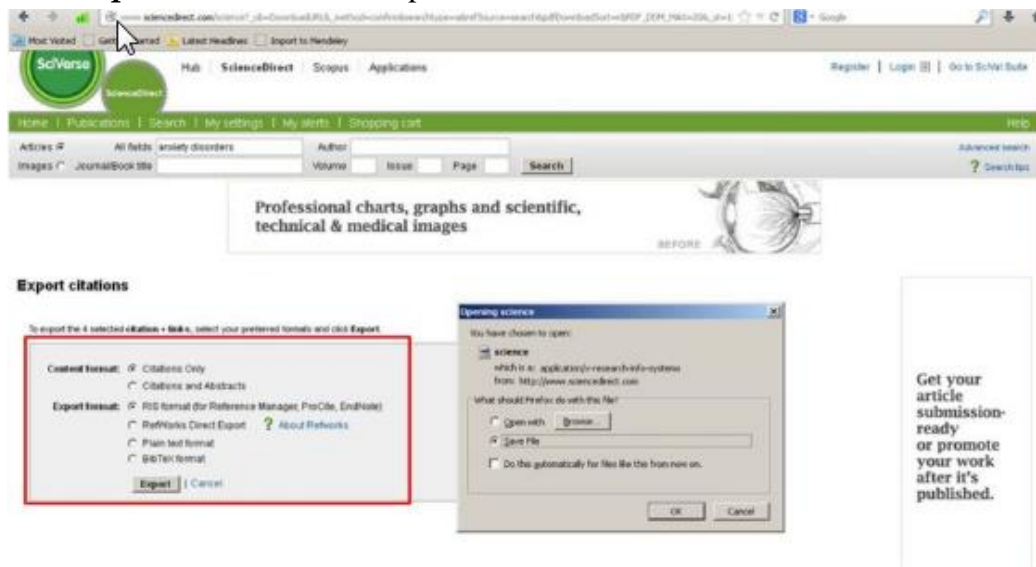 Most Visited Getting Started Latest Headlines Import to Mendeley
Google
SciVerse
ScienceDirect
Hub ScienceDirect Scopus Applications
Register | Login | Go to SciVal Suite
Home | Publications | Search | My settings | My alerts | Shopping cart
Help
Articles All fields anxiety disorders Author
Advanced search
Images Journal/Book title Volume Issue Page Search
? Search tips
Professional charts, graphs and scientific,
technical & medical images
BEFORE
Export citations
To export the 4 selected citation + links, select your preferred formats and click Export.
Content format: Citations Only
Citations and Abstracts
Export format: RIS format (for Reference Manager, ProCite, EndNote)
RefWorks Direct Export ? About Refworks
Plain text format
BibTeX format
Export | Cancel
Opening science
You have chosen to open:
science
which is a: application/x-research-info-systems
from: http://www.sciencedirect.com
What should Firefox do with this file?
Open with Browse...
Save File
Do this automatically for files like this from now on.
OK Cancel
Get your
article
submission-
ready
or promote
your work
after it's
published.